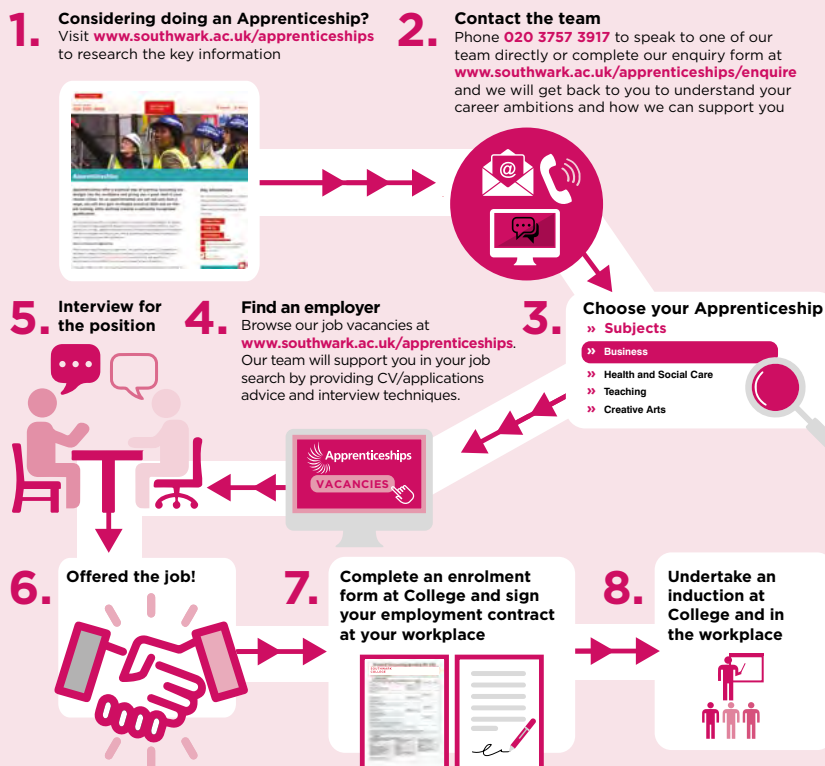 1.
Considering doing an Apprenticeship?
Visit www.southwark.ac.uk/apprenticeships
to research the key information
2.
Contact the team
Phone 020 3757 3917 to speak to one of our
team directly or complete our enquiry form at
www.southwark.ac.uk/apprenticeships/enquire
and we will get back to you to understand your
career ambitions and how we can support you
Apprenticeships
@
3.
Choose your Apprenticeship
» Subjects
» Business
» Health and Social Care
» Teaching
» Creative Arts
4.
Find an employer
Browse our job vacancies at
www.southwark.ac.uk/apprenticeships.
Our team will support you in your job
search by providing CV/applications
advice and interview techniques.
Apprenticeships
VACANCIES
5.
Interview for
the position
6.
Offered the job!
7.
Complete an enrolment
form at College and sign
your employment contract
at your workplace
SOUTHWARK
COLLEGE
8.
Undertake an
induction at
College and in
the workplace